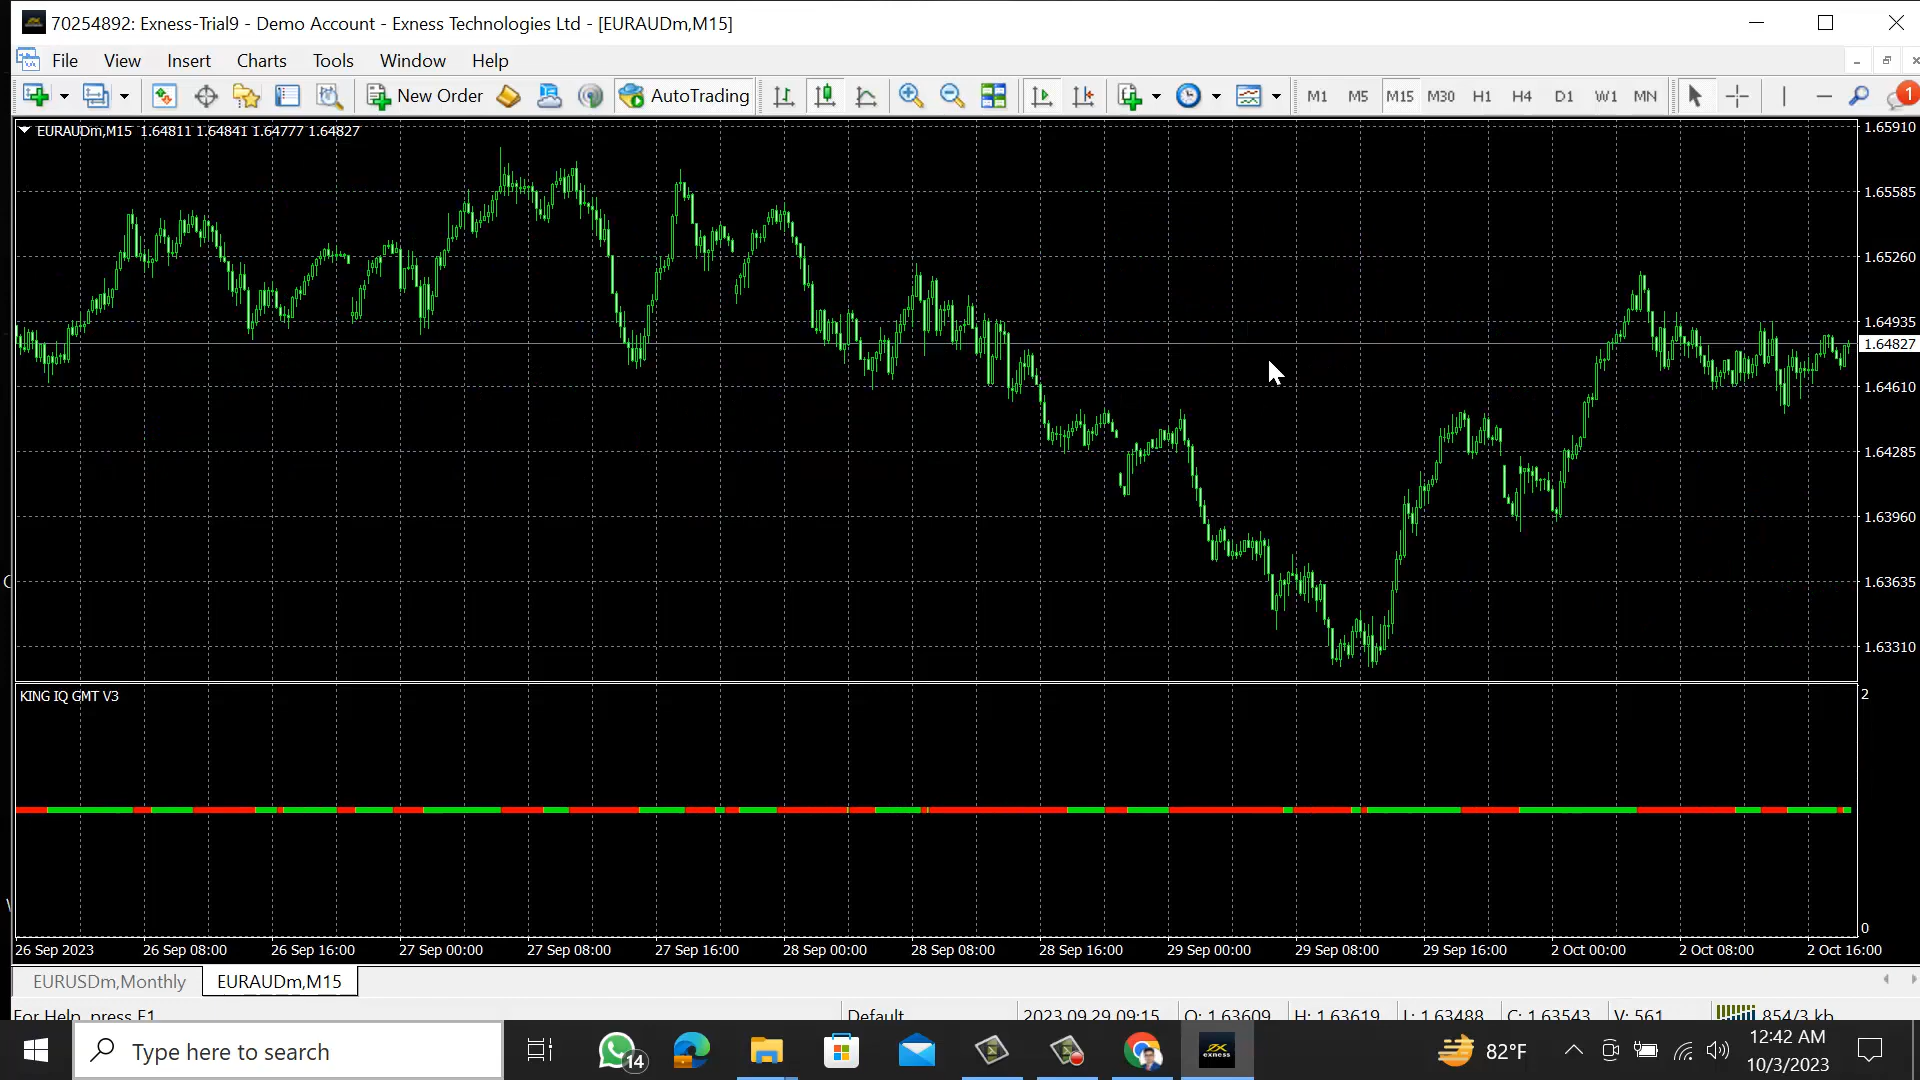 70254892: Exness-Trial9 - Demo Account - Exness Technologies Ltd - [EURAUDm,M15]
File View Insert Charts Tools Window Help
New Order AutoTrading M1 M5 M15 M30 H1 H4 D1 W1 MN 1
EURAUDm,M15 1.64811 1.64841 1.64777 1.64827
1.65910
1.65585
1.65260
1.64935
1.64827
1.64610
1.64285
1.63960
1.63635
1.63310
KING IQ GMT V3
2
0
26 Sep 2023 26 Sep 08:00 26 Sep 16:00 27 Sep 00:00 27 Sep 08:00 27 Sep 16:00 28 Sep 00:00 28 Sep 08:00 28 Sep 16:00 29 Sep 00:00 29 Sep 08:00 29 Sep 16:00 2 Oct 00:00 2 Oct 08:00 2 Oct 16:00
EURUSDm,Monthly EURAUDm,M15
For Help, press F1 Default 2023.09.29 09:15 O: 1.63609 H: 1.63619 L: 1.63488 C: 1.63543 V: 561 854/3 kb
Type here to search 14 exness 82°F 12:42 AM
10/3/2023